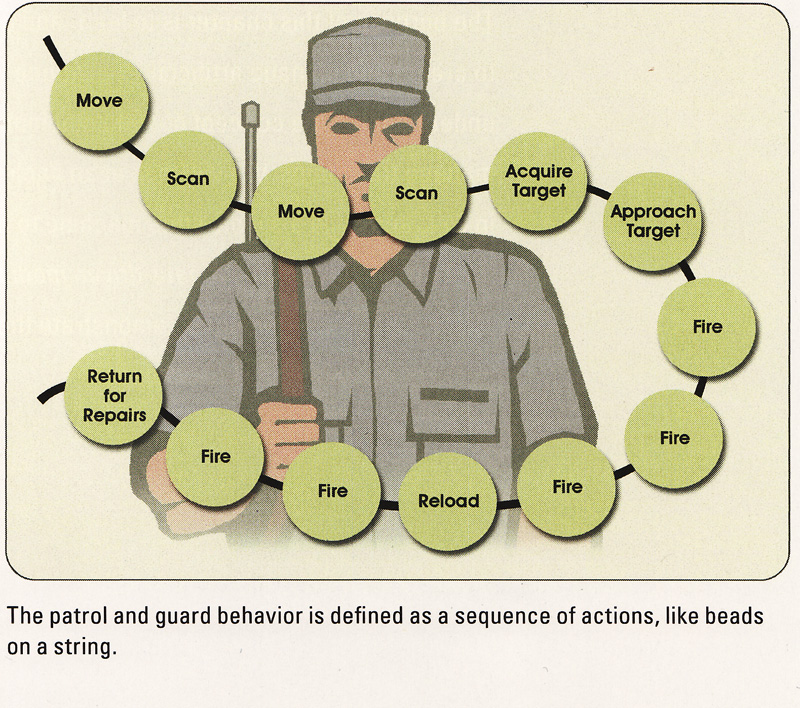 Move
Scan
Move
Scan
Acquire
Target
Approach
Target
Fire
Fire
Fire
Reload
Fire
Fire
Return
for
Repairs
The patrol and guard behavior is defined as a sequence of actions, like beads
on a string.